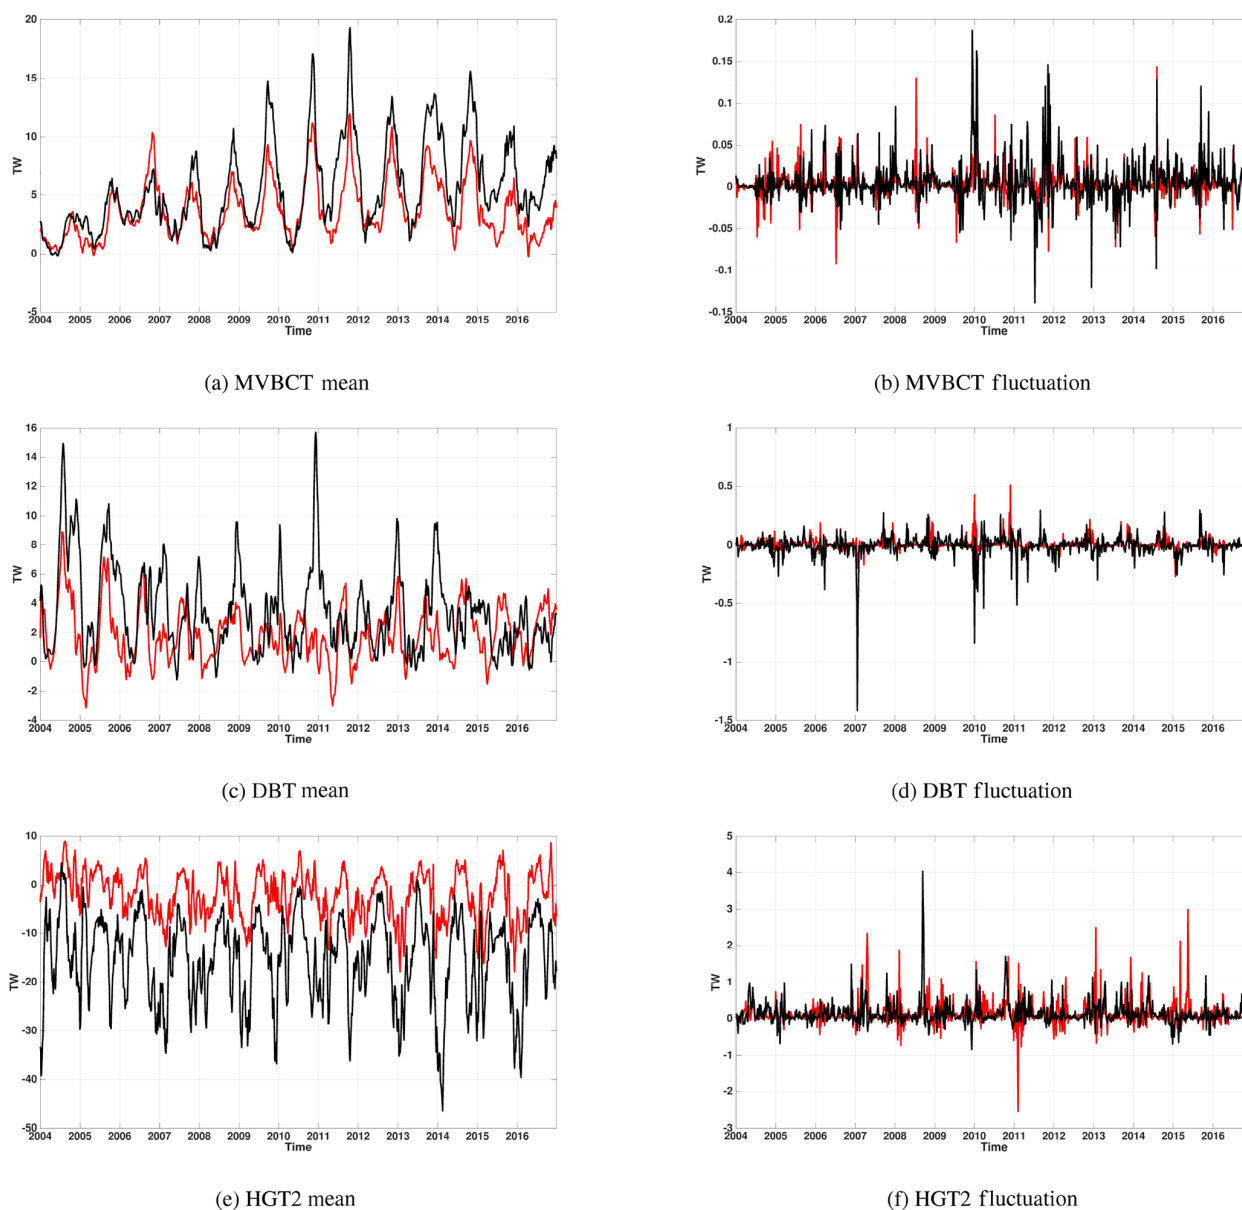 20
15
10
5
0
-5
TW
2004 2005 2006 2007 2008 2009 2010 2011 2012 2013 2014 2015 2016
Time
(a) MVBCT mean
0.2
0.15
0.1
0.05
0
-0.05
-0.1
-0.15
TW
2004 2005 2006 2007 2008 2009 2010 2011 2012 2013 2014 2015 2016
Time
(b) MVBCT fluctuation
16
14
12
10
8
6
4
2
0
-2
-4
TW
2004 2005 2006 2007 2008 2009 2010 2011 2012 2013 2014 2015 2016
Time
(c) DBT mean
1
0.5
0
-0.5
-1
-1.5
TW
2004 2005 2006 2007 2008 2009 2010 2011 2012 2013 2014 2015 2016
Time
(d) DBT fluctuation
10
0
-10
-20
-30
-40
-50
TW
2004 2005 2006 2007 2008 2009 2010 2011 2012 2013 2014 2015 2016
Time
(e) HGT2 mean
5
4
3
2
1
0
-1
-2
-3
TW
2004 2005 2006 2007 2008 2009 2010 2011 2012 2013 2014 2015 2016
Time
(f) HGT2 fluctuation